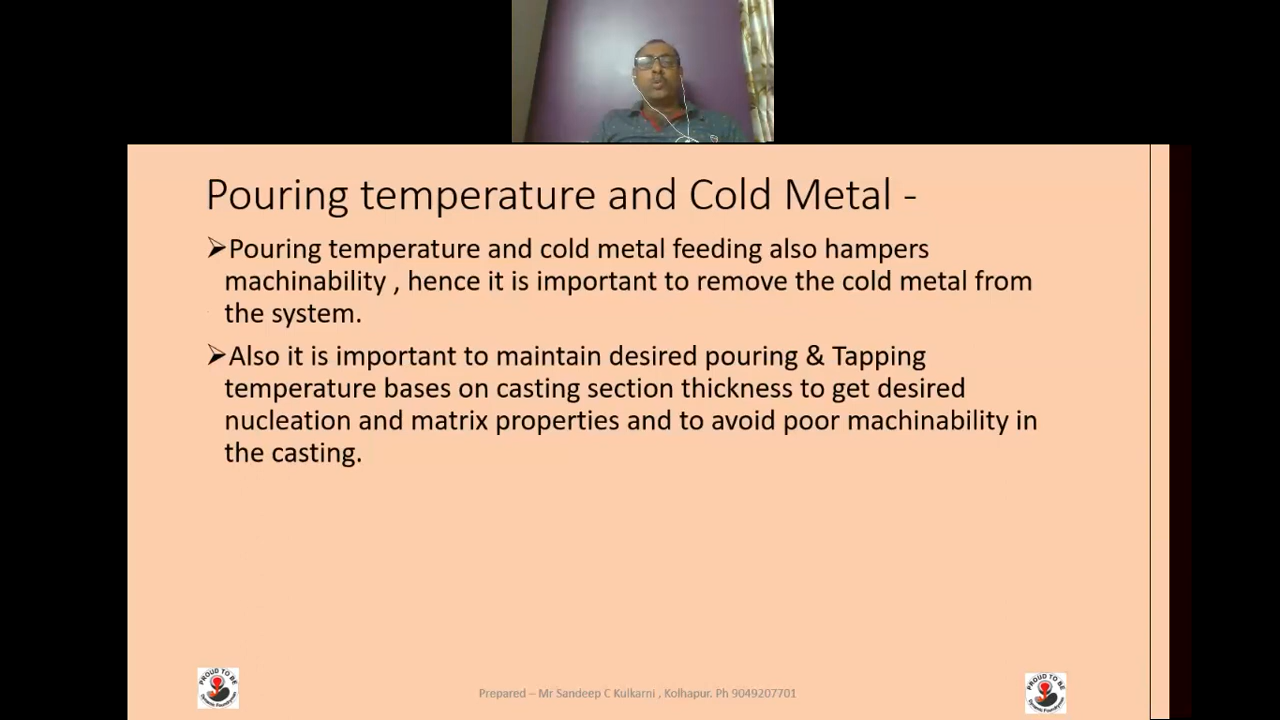 Pouring temperature and Cold Metal -
➢Pouring temperature and cold metal feeding also hampers
machinability , hence it is important to remove the cold metal from
the system.
➢Also it is important to maintain desired pouring & Tapping
temperature bases on casting section thickness to get desired
nucleation and matrix properties and to avoid poor machinability in
the casting.
PROUD TO BE
Prepared – Mr Sandeep C Kulkarni , Kolhapur. Ph 9049207701
PROUD TO BE